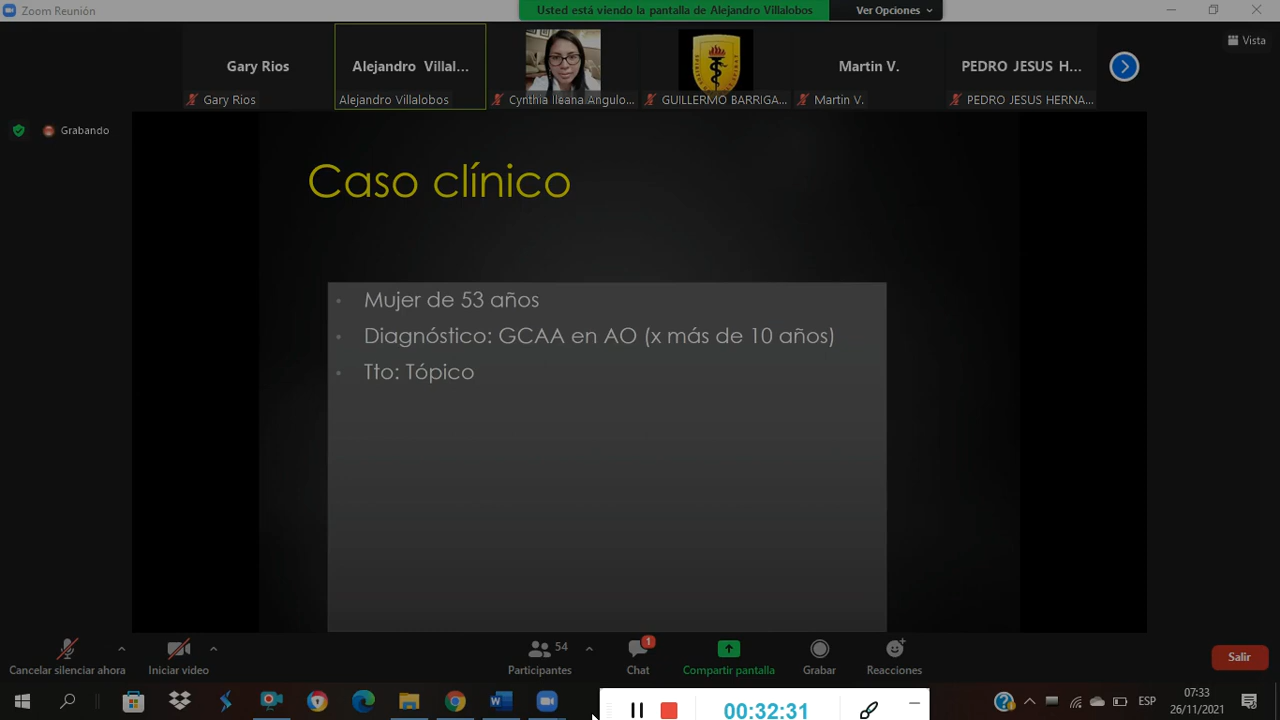 Zoom Reunión
Usted está viendo la pantalla de Alejandro Villalobos
Ver Opciones
Gary Rios
Alejandro Villal...
Martin V.
PEDRO JESUS H...
Vista
Gary Rios
Alejandro Villalobos
Cynthia Ileana Angulo...
GUILLERMO BARRIGA...
Martin V.
PEDRO JESUS HERNA...
Grabando
Caso clínico
• Mujer de 53 años
• Diagnóstico: GCAA en AO (x más de 10 años)
• Tto: Tópico
54
1
Cancelar silenciar ahora
Iniciar video
Participantes
Chat
Compartir pantalla
Grabar
Reacciones
Salir
00:32:31
ESP
07:33
26/11/2021